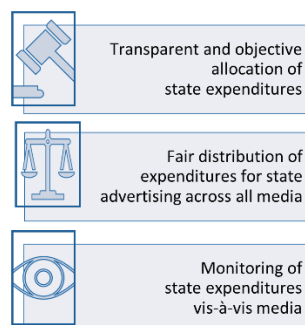 Transparent and objective
allocation of
state expenditures
Fair distribution of
expenditures for state
advertising across all media
Monitoring of
state expenditures
vis-à-vis media